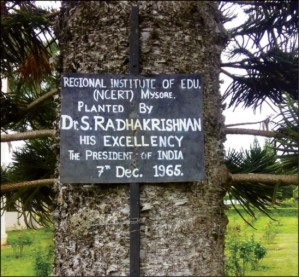 REGIONAL INSTITUTE OF EDU.
(NCERT) MYSORE.
PLANTED BY
DR. S. RADHAKRISHNAN
HIS EXCELLENCY
THE PRESIDENT OF INDIA
7th DEC. 1965.